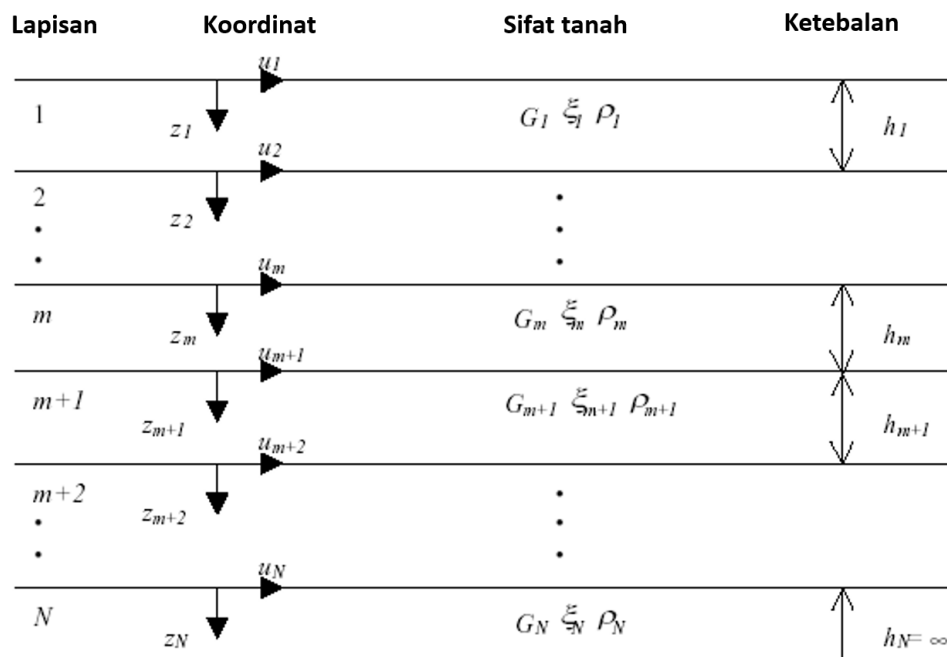 Lapisan Koordinat Sifat tanah Ketebalan
u1
1 z1 G1 ξ1 ρ1 h1
u2
2 z2
um
m zm Gm ξm ρm hm
um+1
m+1 zm+1 Gm+1 ξm+1 ρm+1 hm+1
um+2
m+2 zm+2
uN
N zN GN ξN ρN hN= ∞